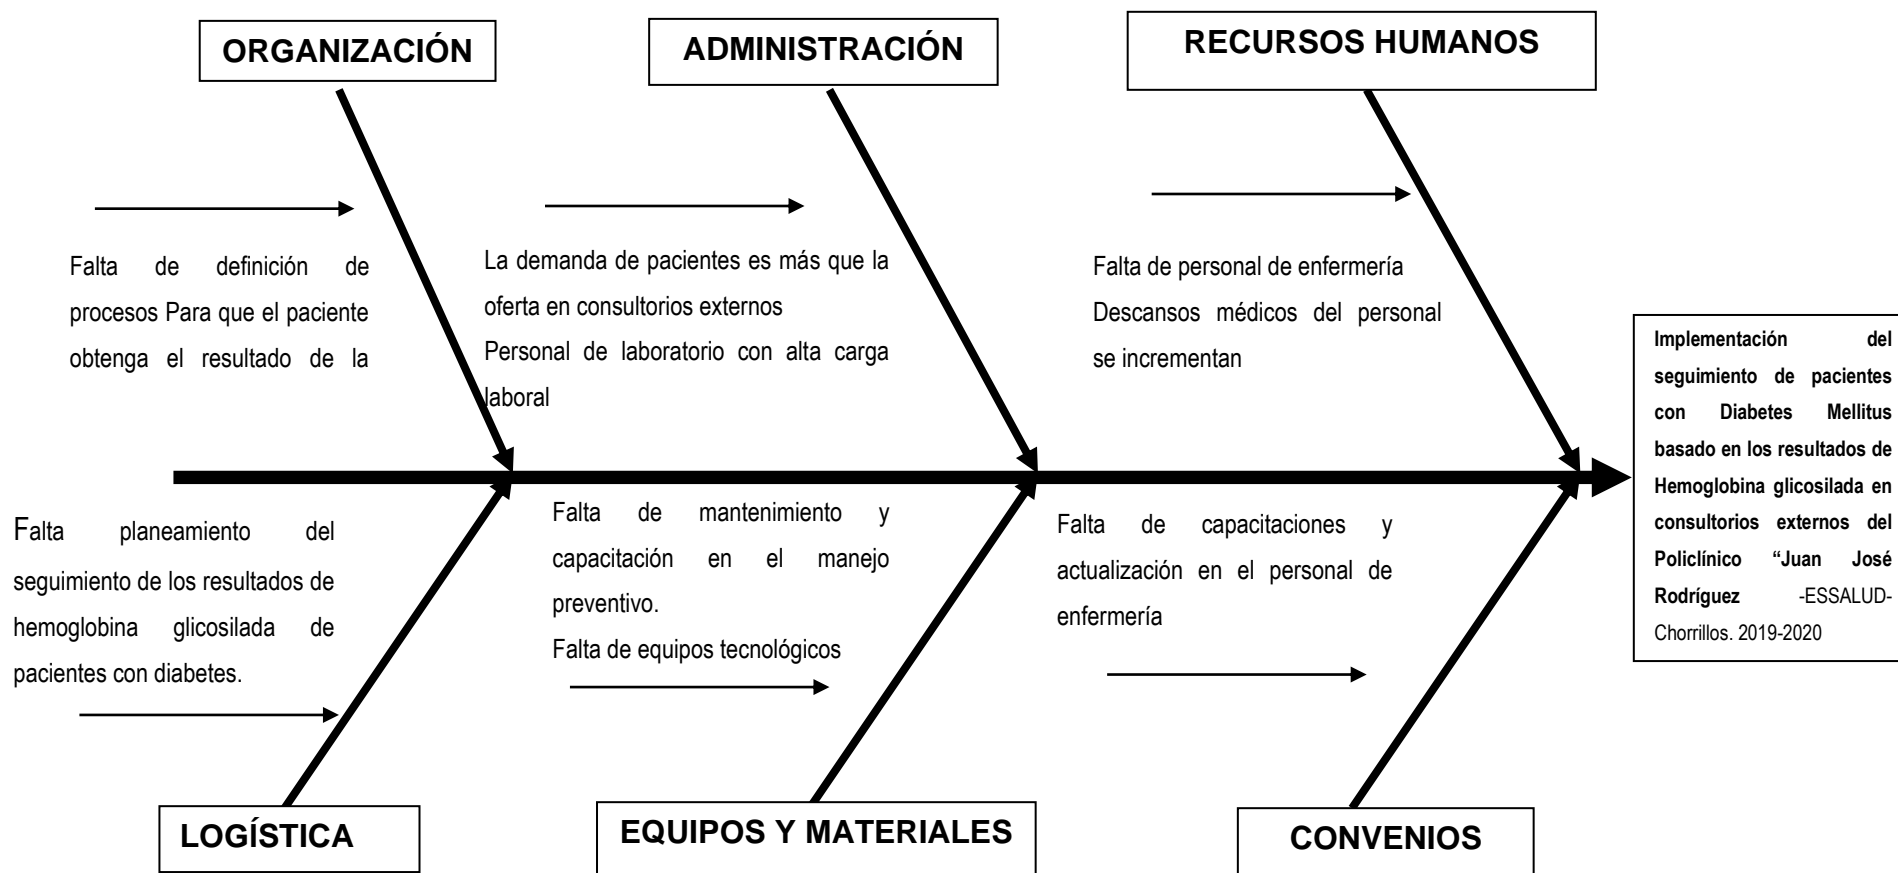 ORGANIZACIÓN
ADMINISTRACIÓN
RECURSOS HUMANOS
Falta de definición de
procesos Para que el paciente
obtenga el resultado de la
La demanda de pacientes es más que la
oferta en consultorios externos
Personal de laboratorio con alta carga
laboral
Falta de personal de enfermería
Descansos médicos del personal
se incrementan
Implementación del
seguimiento de pacientes
con Diabetes Mellitus
basado en los resultados de
Hemoglobina glicosilada en
consultorios externos del
Policlínico “Juan José
Rodríguez -ESSALUD-
Chorrillos. 2019-2020
Falta planeamiento del
seguimiento de los resultados de
hemoglobina glicosilada de
pacientes con diabetes.
Falta de mantenimiento y
capacitación en el manejo
preventivo.
Falta de equipos tecnológicos
Falta de capacitaciones y
actualización en el personal de
enfermería
LOGÍSTICA
EQUIPOS Y MATERIALES
CONVENIOS